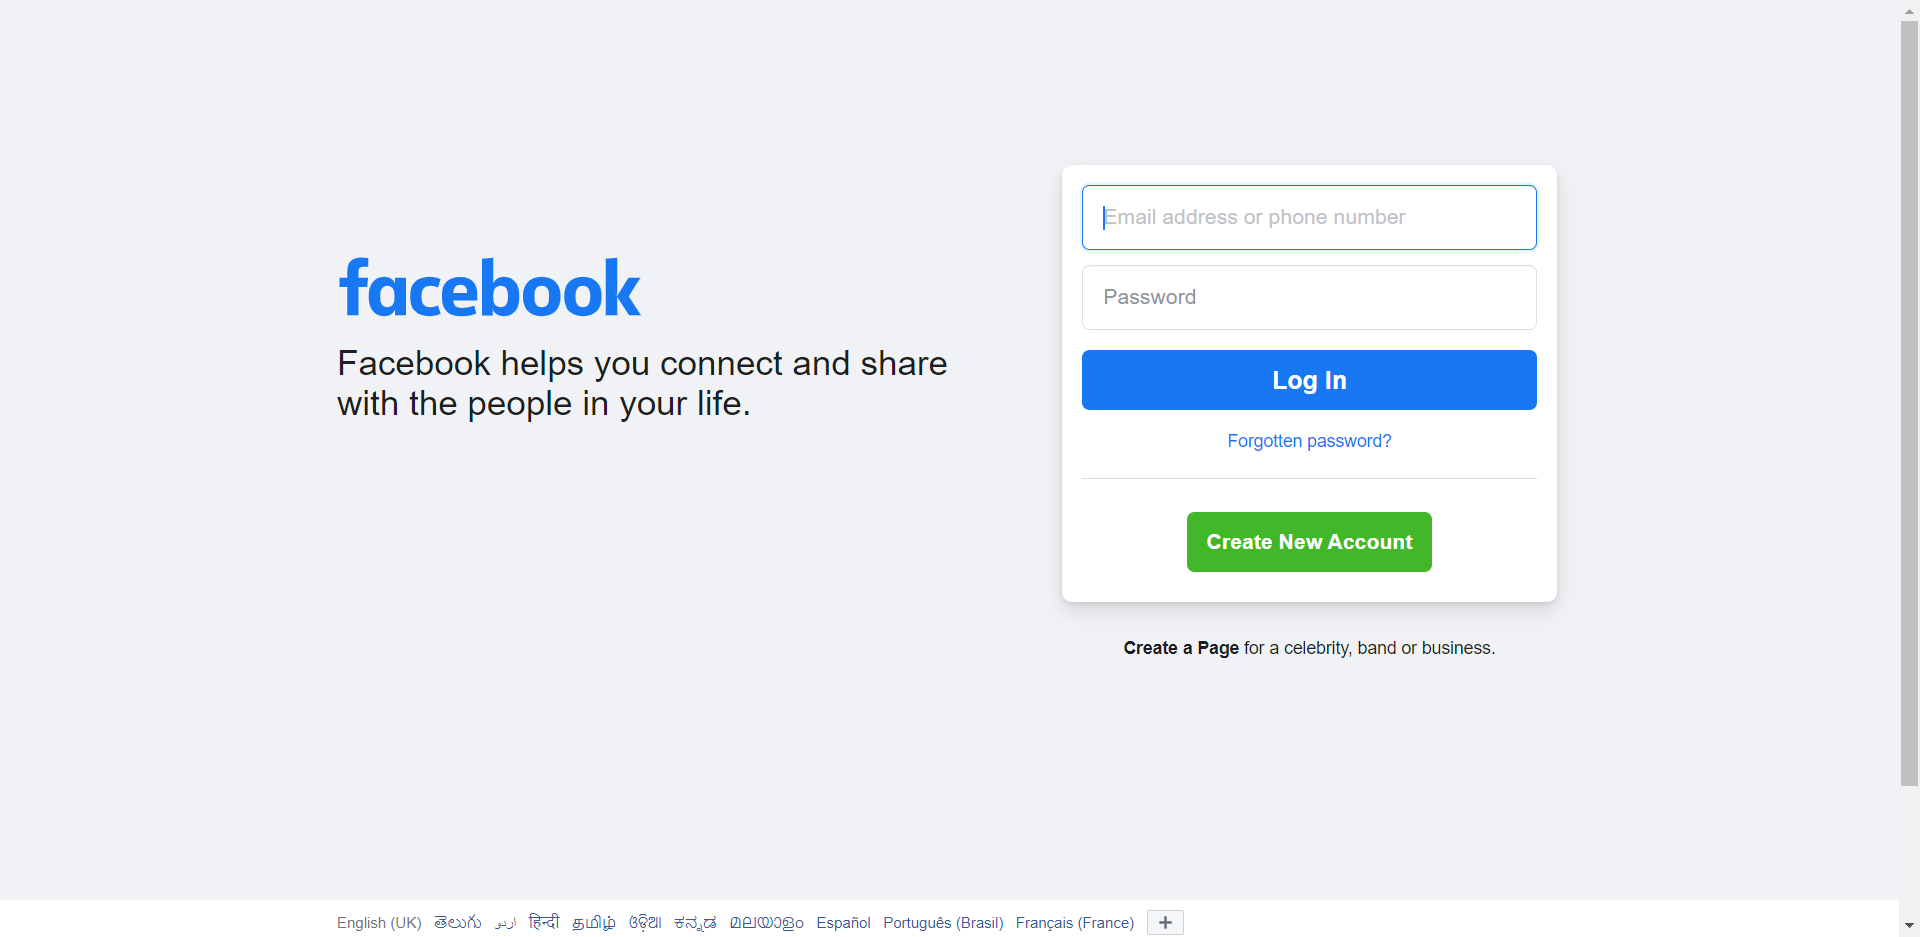 facebook
Facebook helps you connect and share
with the people in your life.
Email address or phone number
Password
Log In
Forgotten password?
Create New Account
Create a Page for a celebrity, band or business.
English (UK) తెలుగు اردو हिन्दी தமிழ் ଓଡ଼ିଆ ಕನ್ನಡ മലയാളം Español Português (Brasil) Français (France) +